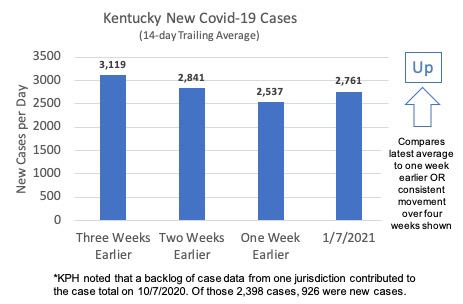 Kentucky New Covid-19 Cases
(14-day Trailing Average)
New Cases per Day
3500
3000
2500
2000
1500
1000
500
0
3,119
2,841
2,537
2,761
Three Weeks
Earlier
Two Weeks
Earlier
One Week
Earlier
1/7/2021
Up
Compares
latest average
to one week
earlier OR
consistent
movement
over four
weeks shown
*KPH noted that a backlog of case data from one jurisdiction contributed to
the case total on 10/7/2020. Of those 2,398 cases, 926 were new cases.